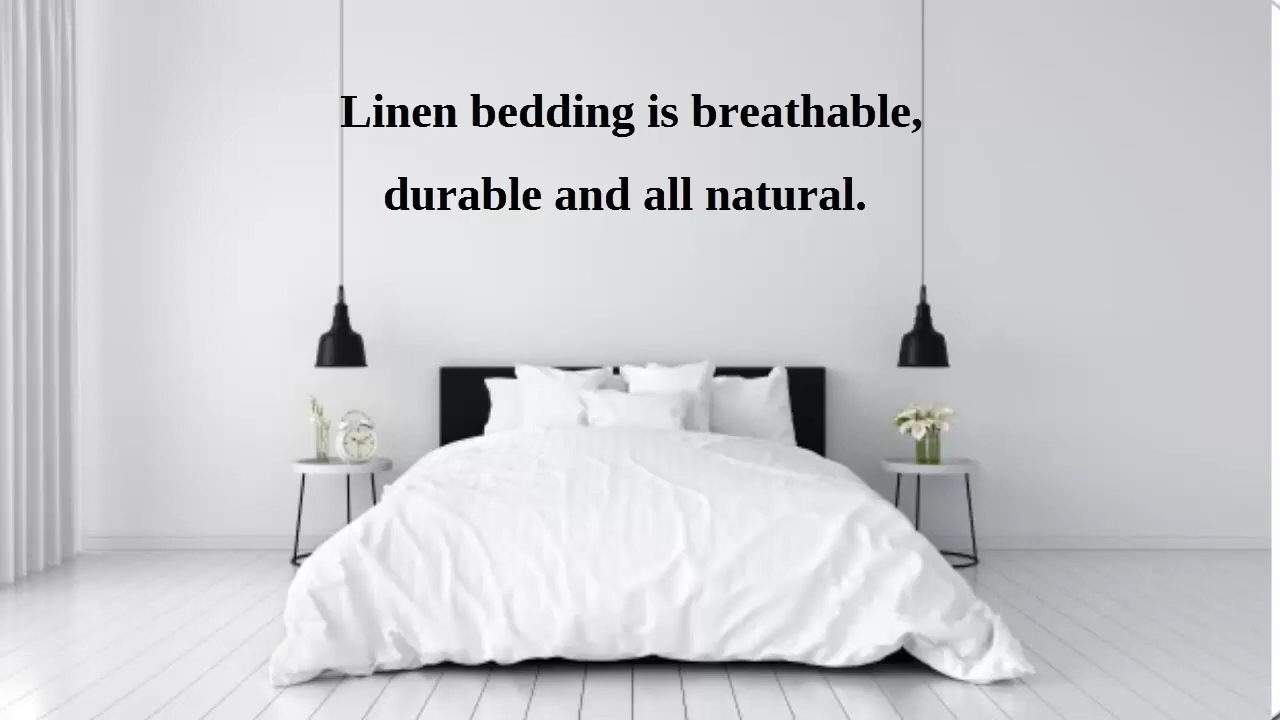 Linen bedding is breathable,
durable and all natural.